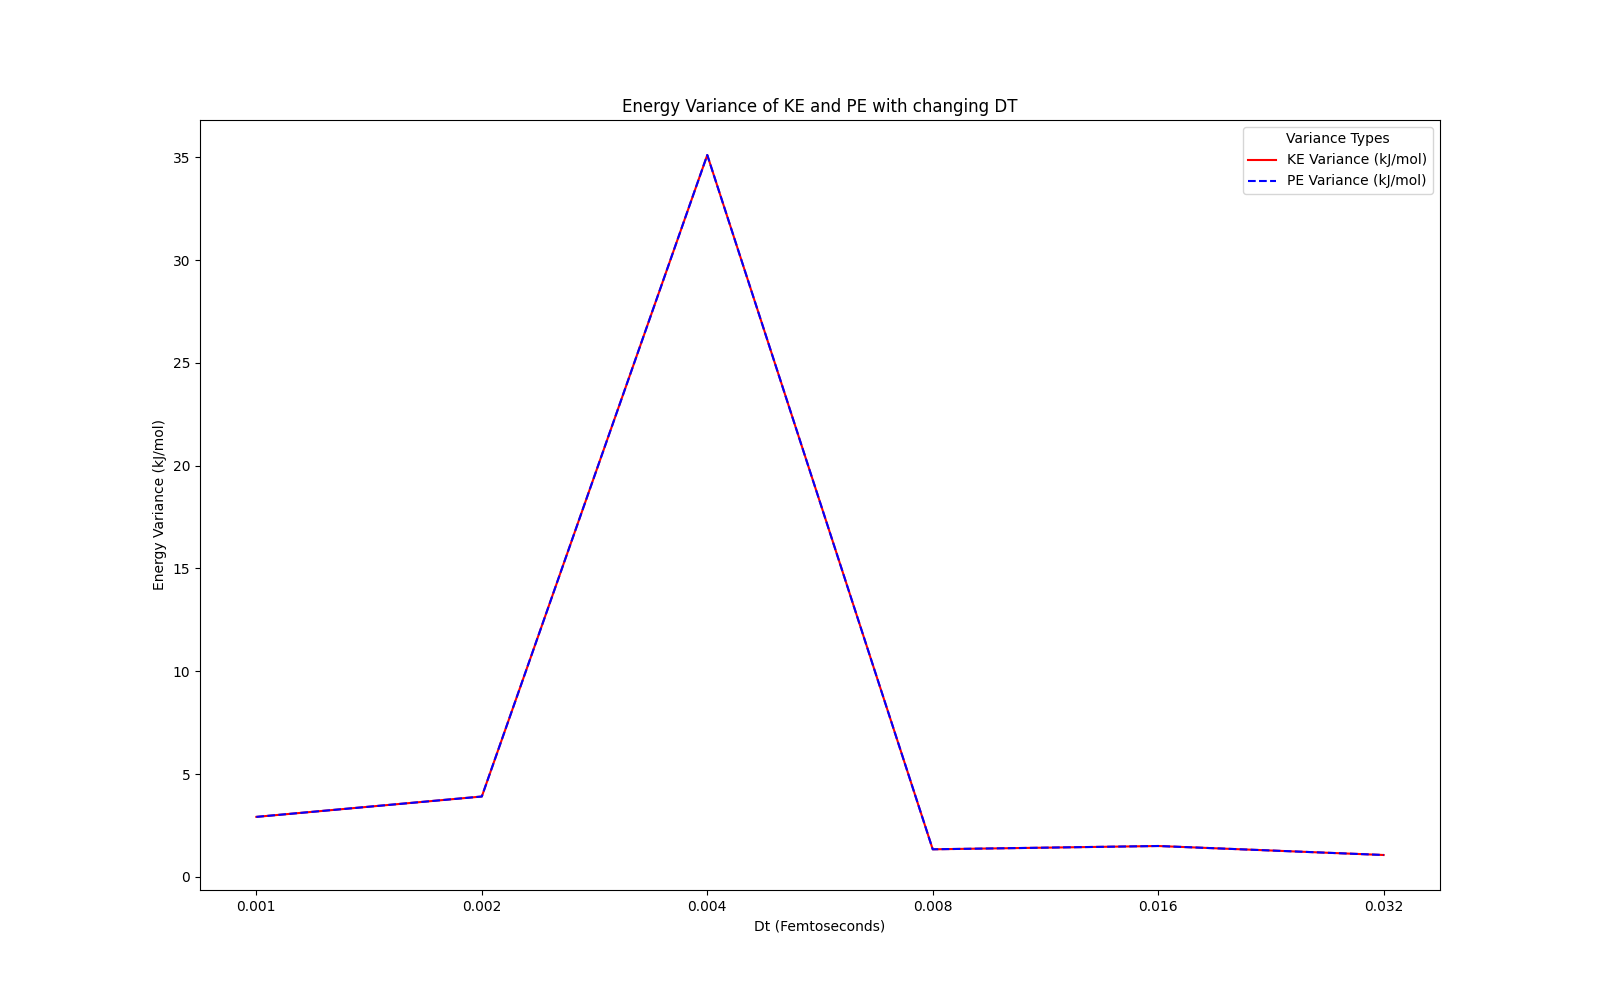 Energy Variance of KE and PE with changing DT
Variance Types
KE Variance (kJ/mol)
PE Variance (kJ/mol)
Energy Variance (kJ/mol)
35
30
25
20
15
10
5
0
0.001 0.002 0.004 0.008 0.016 0.032
Dt (Femtoseconds)